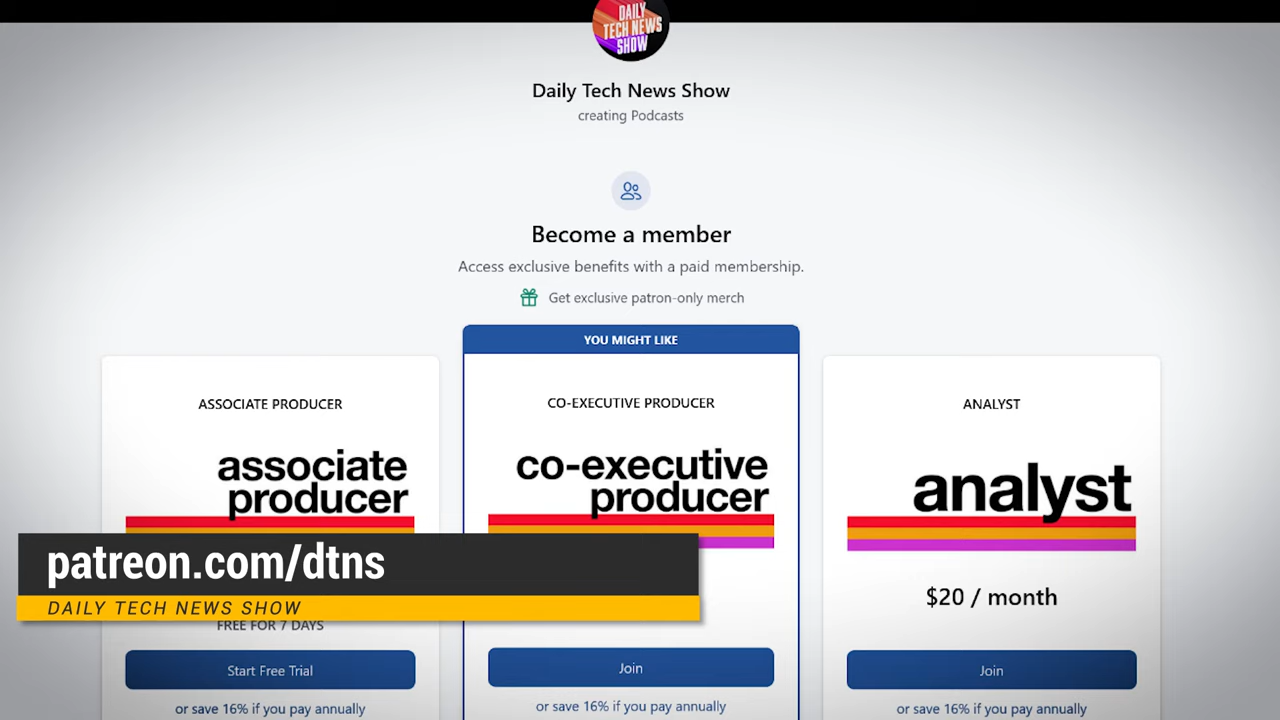 DAILY
TECH NEWS
SHOW
Daily Tech News Show
creating Podcasts
Become a member
Access exclusive benefits with a paid membership.
Get exclusive patron-only merch
YOU MIGHT LIKE
ASSOCIATE PRODUCER
associate
producer
FREE FOR 7 DAYS
Start Free Trial
or save 16% if you pay annually
CO-EXECUTIVE PRODUCER
co-executive
producer
Join
or save 16% if you pay annually
ANALYST
analyst
$20 / month
Join
or save 16% if you pay annually
patreon.com/dtns
DAILY TECH NEWS SHOW